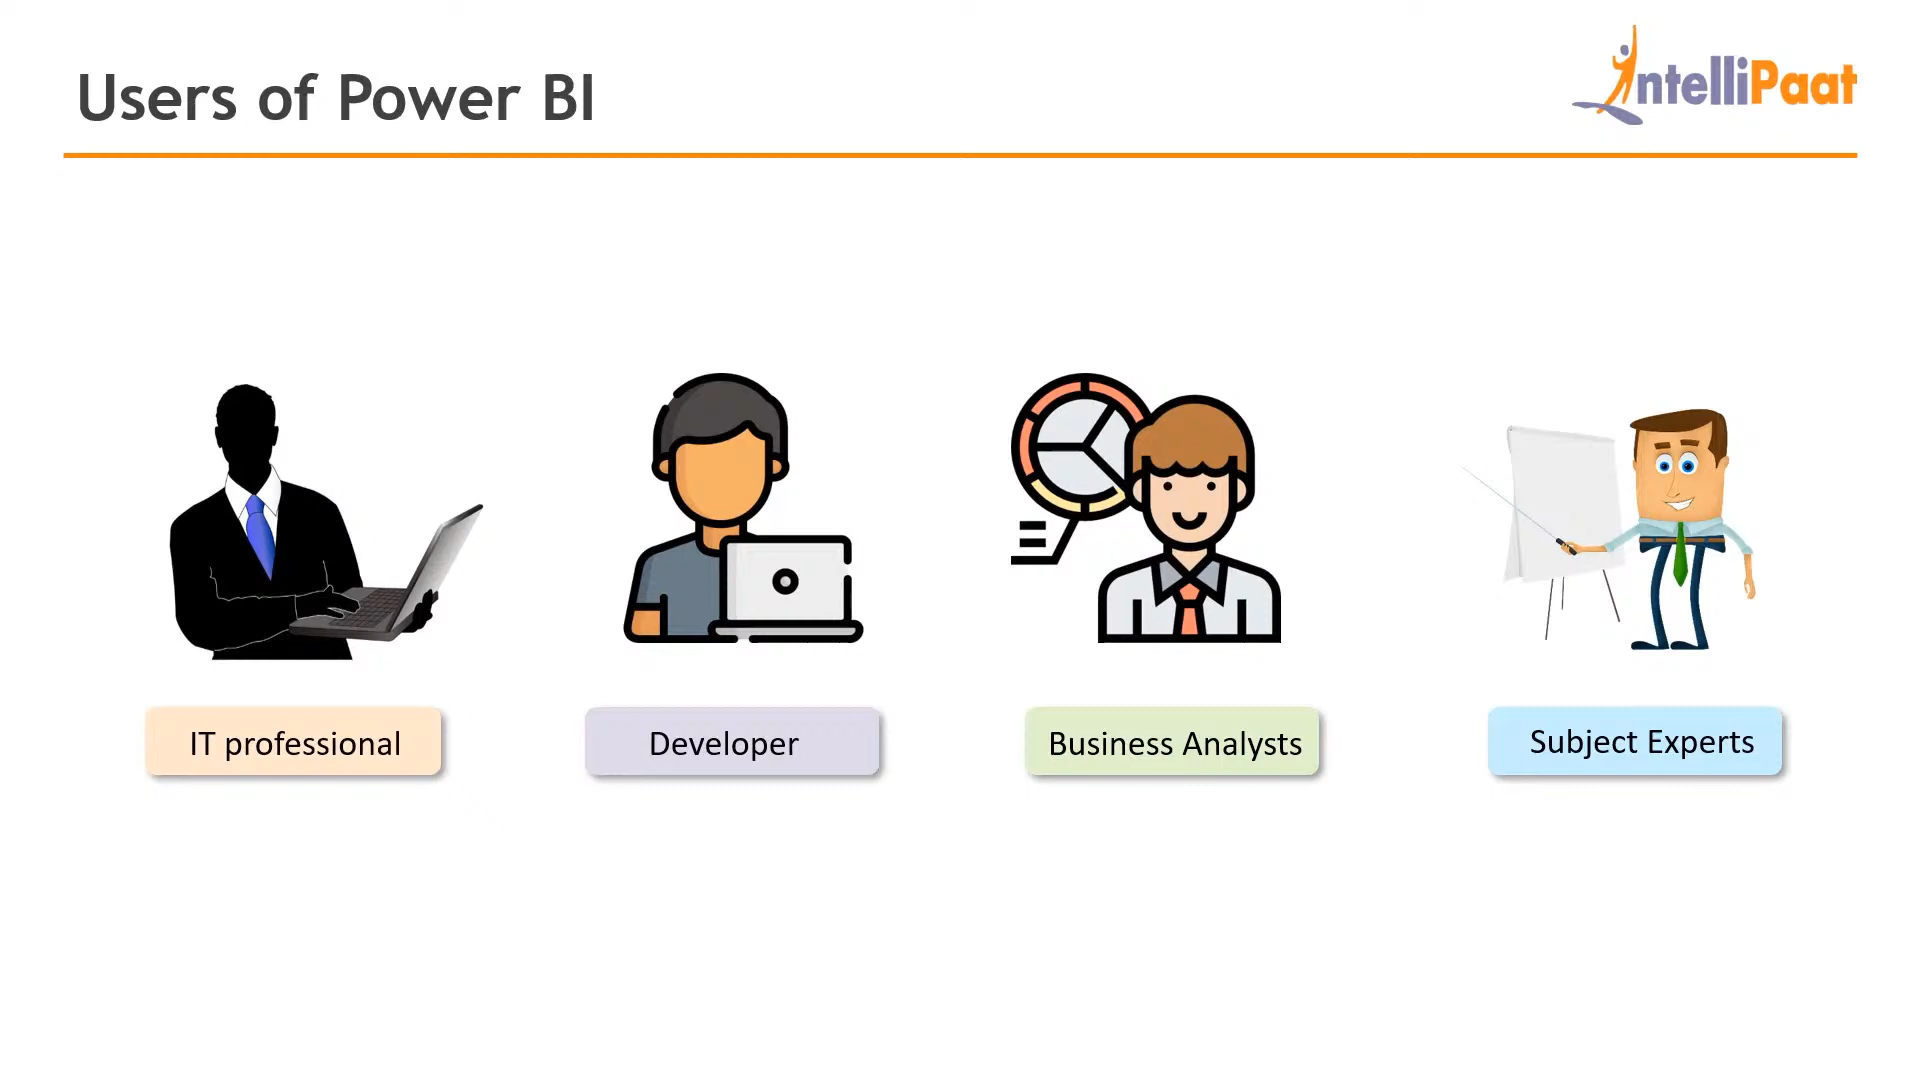 Users of Power BI
IntelliPaat
IT professional
Developer
Business Analysts
Subject Experts